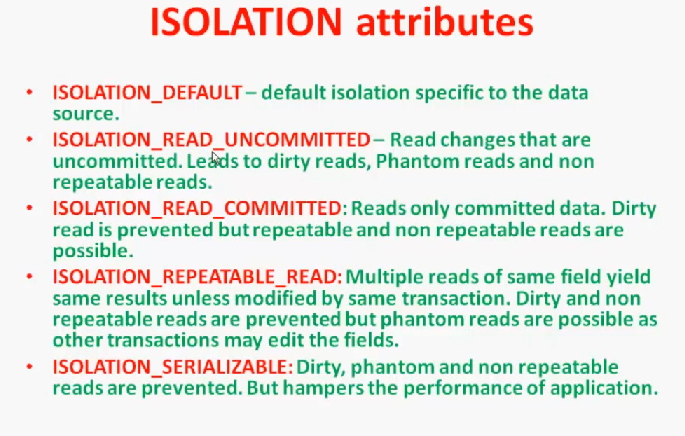 ISOLATION attributes
• ISOLATION_DEFAULT – default isolation specific to the data
source.
• ISOLATION_READ_UNCOMMITTED – Read changes that are
uncommitted. Leads to dirty reads, Phantom reads and non
repeatable reads.
• ISOLATION_READ_COMMITTED: Reads only committed data. Dirty
read is prevented but repeatable and non repeatable reads are
possible.
• ISOLATION_REPEATABLE_READ: Multiple reads of same field yield
same results unless modified by same transaction. Dirty and non
repeatable reads are prevented but phantom reads are possible as
other transactions may edit the fields.
• ISOLATION_SERIALIZABLE: Dirty, phantom and non repeatable
reads are prevented. But hampers the performance of application.